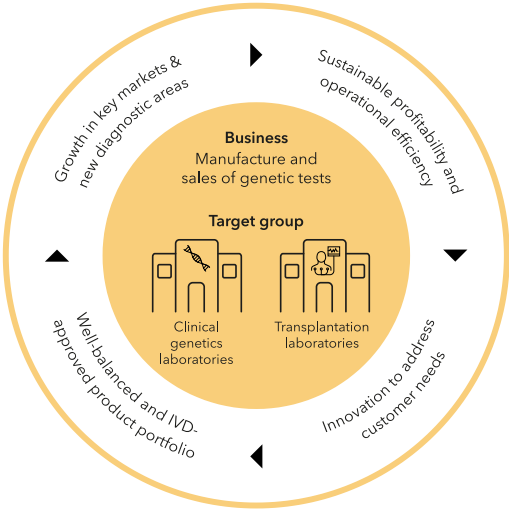 Growth in key markets &
new diagnostic areas
Sustainable profitability and
operational efficiency
Business
Manufacture and
sales of genetic tests
Target group
Clinical
genetics
laboratories
Transplantation
laboratories
Innovation to address
customer needs
Well-balanced and IVD-
approved product portfolio